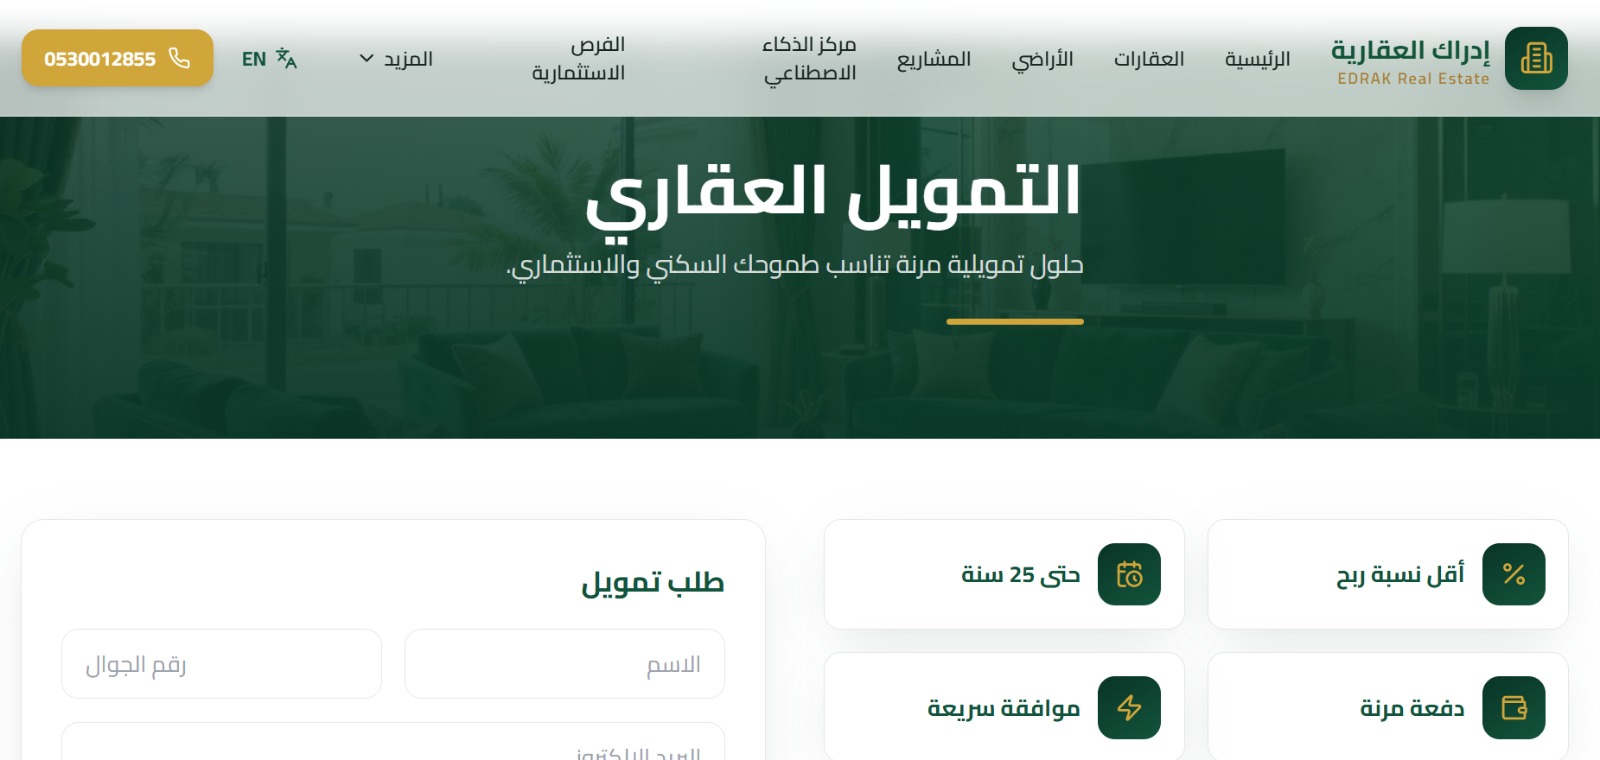 إدراك العقارية
EDRAK Real Estate
الرئيسية
العقارات
الأراضي
المشاريع
مركز الذكاء
الاصطناعي
الفرص
الاستثمارية
المزيد
EN
0530012855
التمويل العقاري
حلول تمويلية مرنة تناسب طموحك السكني والاستثماري.
أقل نسبة ربح
حتى 25 سنة
دفعة مرنة
موافقة سريعة
طلب تمويل
الاسم
رقم الجوال
البريد الإلكتروني